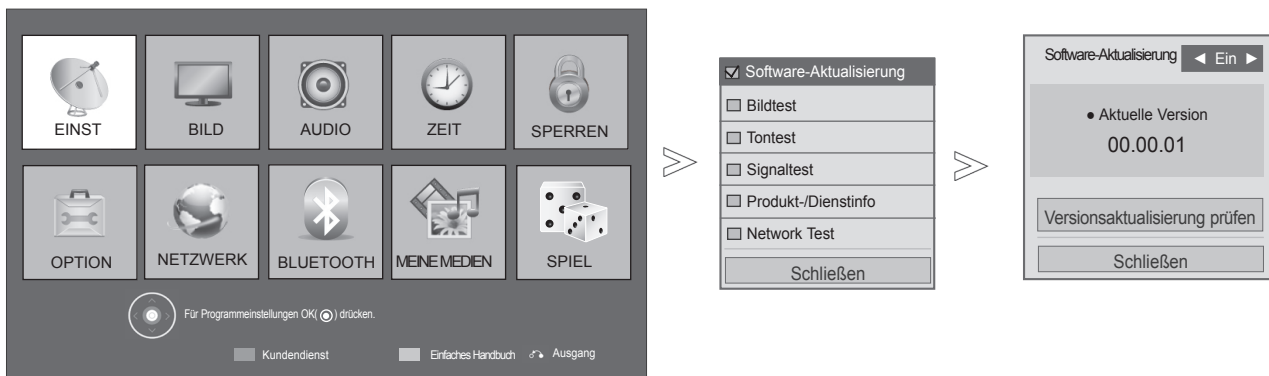 EINST
BILD
AUDIO
ZEIT
SPERREN
OPTION
NETZWERK
BLUETOOTH
MEINE MEDIEN
SPIEL
Für Programmeinstellungen OK( ) drücken.
Kundendienst
Einfaches Handbuch
Ausgang
Software-Aktualisierung
Bildtest
Tontest
Signaltest
Produkt-/Dienstinfo
Network Test
Schließen
Software-Aktualisierung ◄ Ein ►
● Aktuelle Version
00.00.01
Versionsaktualisierung prüfen
Schließen